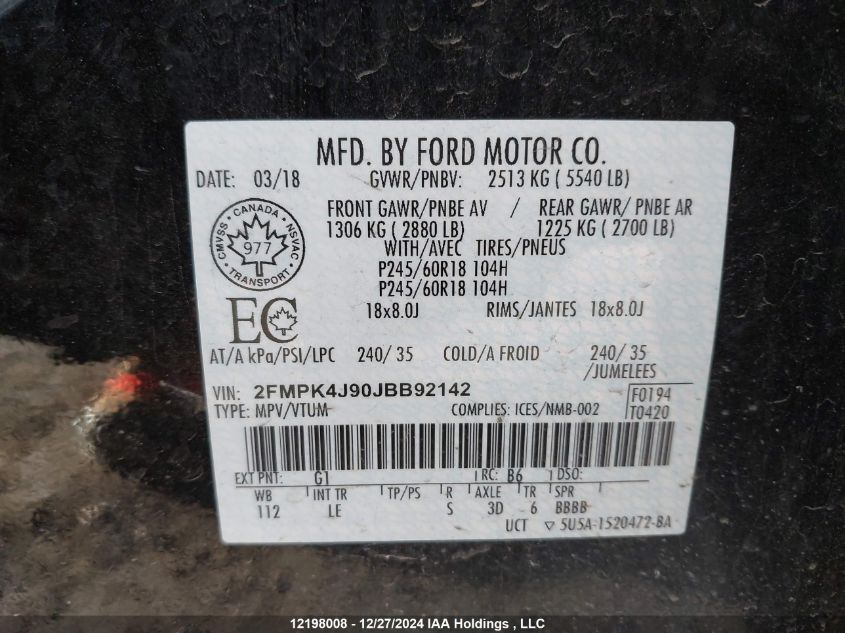 MFD. BY FORD MOTOR CO.
DATE: 03/18 GVWR/PNBV: 2513 KG ( 5540 LB)
FRONT GAWR/PNBE AV / REAR GAWR/ PNBE AR
1306 KG ( 2880 LB) 1225 KG ( 2700 LB)
WITH/AVEC TIRES/PNEUS
CANADA
CMVSS 977 NSVAC
TRANSPORT
P245/60R18 104H
P245/60R18 104H
18x8.0J RIMS/JANTES 18x8.0J
EC
AT/A kPa/PSI/LPC 240/ 35 COLD/A FROID 240/ 35
/JUMELEES
VIN: 2FMPK4J90JBB92142 F0194
TYPE: MPV/VTUM COMPLIES: ICES/NMB-002 T0420
EXT PNT: G1 RC: B6 DSO:
WB INT TR TP/PS R AXLE TR SPR
112 LE S 3D 6 BBBB
UCT ▽ 5U5A-1520472-BA
12198008 - 12/27/2024 IAA Holdings , LLC